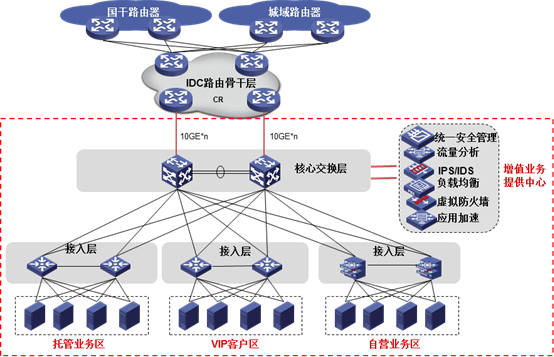 国干路由器
城域路由器
IDC路由骨干层
CR
10GE*n
10GE*n
核心交换层
统一安全管理
流量分析
IPS/IDS
负载均衡
虚拟防火墙
应用加速
增值业务
提供中心
接入层
接入层
接入层
托管业务区
VIP客户区
自营业务区